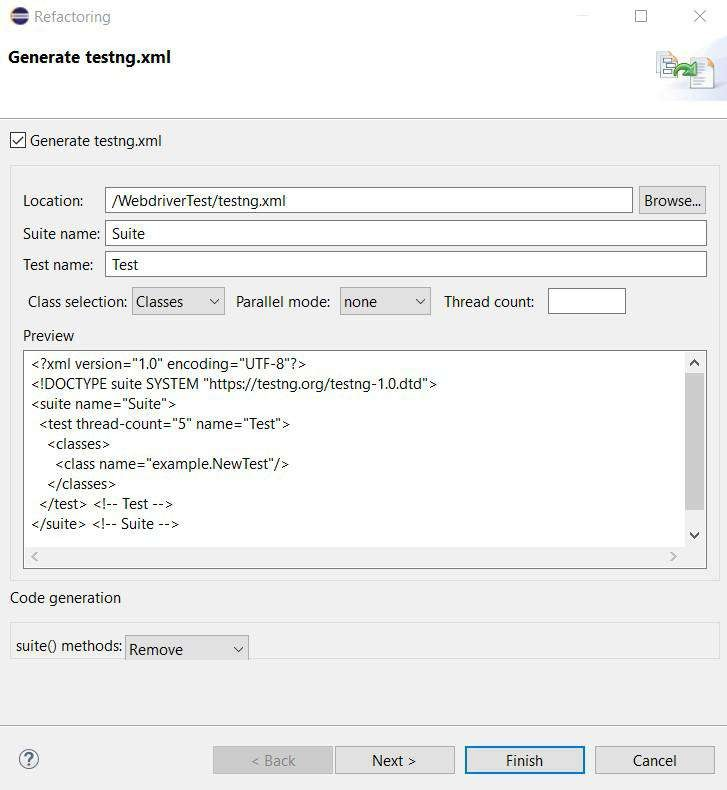 Refactoring
Generate testng.xml
Generate testng.xml
Location: /WebdriverTest/testng.xml Browse...
Suite name: Suite
Test name: Test
Class selection: Classes Parallel mode: none Thread count:
Preview
<?xml version="1.0" encoding="UTF-8"?>
<!DOCTYPE suite SYSTEM "https://testng.org/testng-1.0.dtd">
<suite name="Suite">
<test thread-count="5" name="Test">
<classes>
<class name="example.NewTest"/>
</classes>
</test> <!-- Test -->
</suite> <!-- Suite -->
Code generation
suite() methods: Remove
? < Back Next > Finish Cancel